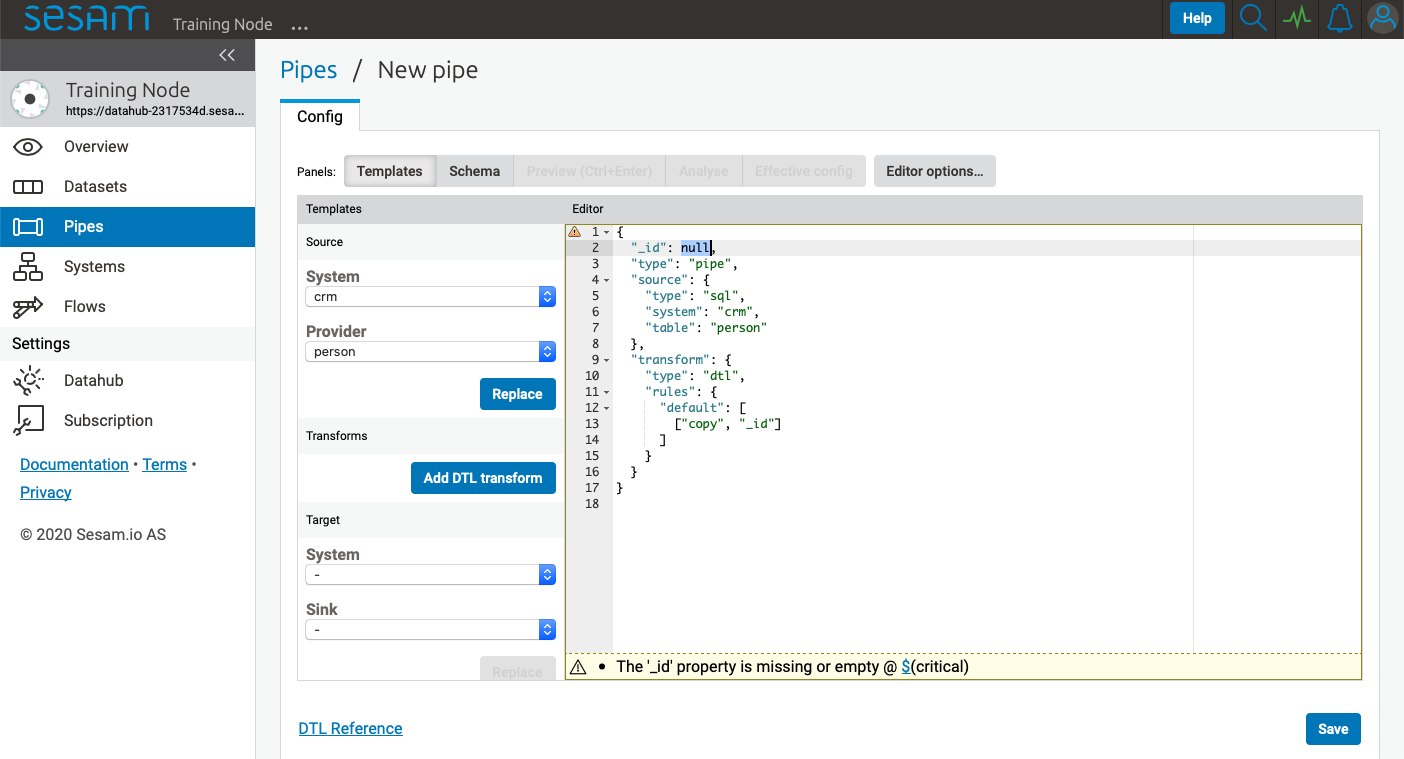 sesam Training Node ... Help
Training Node
https://datahub-2317534d.sesa...
Overview
Datasets
Pipes
Systems
Flows
Settings
Datahub
Subscription
Documentation • Terms •
Privacy
© 2020 Sesam.io AS
Pipes / New pipe
Config
Panels: Templates Schema Preview (Ctrl+Enter) Analyse Effective config Editor options...
Templates
Source
System
crm
Provider
person
Replace
Transforms
Add DTL transform
Target
System
-
Sink
-
Replace
Editor
1 {
2 "_id": null,
3 "type": "pipe",
4 "source": {
5 "type": "sql",
6 "system": "crm",
7 "table": "person"
8 },
9 "transform": {
10 "type": "dtl",
11 "rules": {
12 "default": [
13 ["copy", "_id"]
14 ]
15 }
16 }
17 }
18
• The '_id' property is missing or empty @ $(critical)
DTL Reference
Save